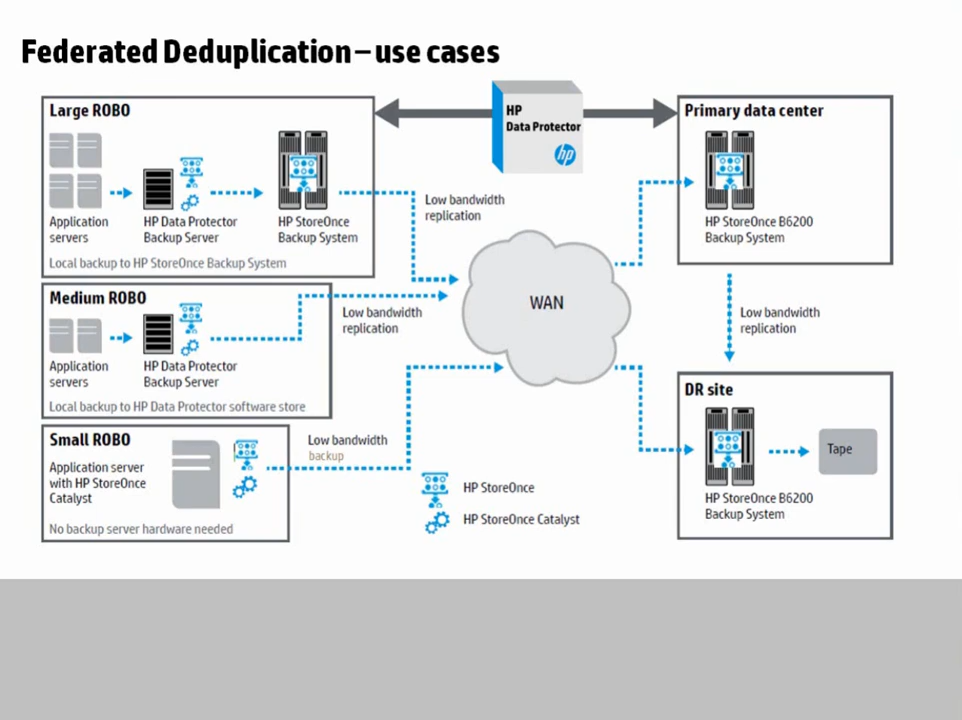 Federated Deduplication – use cases
Large ROBO
Application
servers
HP Data Protector
Backup Server
HP StoreOnce
Backup System
Local backup to HP StoreOnce Backup System
HP
Data Protector
hp
Primary data center
HP StoreOnce B6200
Backup System
Low bandwidth
replication
Medium ROBO
Application
servers
HP Data Protector
Backup Server
Local backup to HP Data Protector software store
Low bandwidth
replication
WAN
Low bandwidth
replication
Small ROBO
Application server
with HP StoreOnce
Catalyst
No backup server hardware needed
Low bandwidth
backup
HP StoreOnce
HP StoreOnce Catalyst
DR site
HP StoreOnce B6200
Backup System
Tape